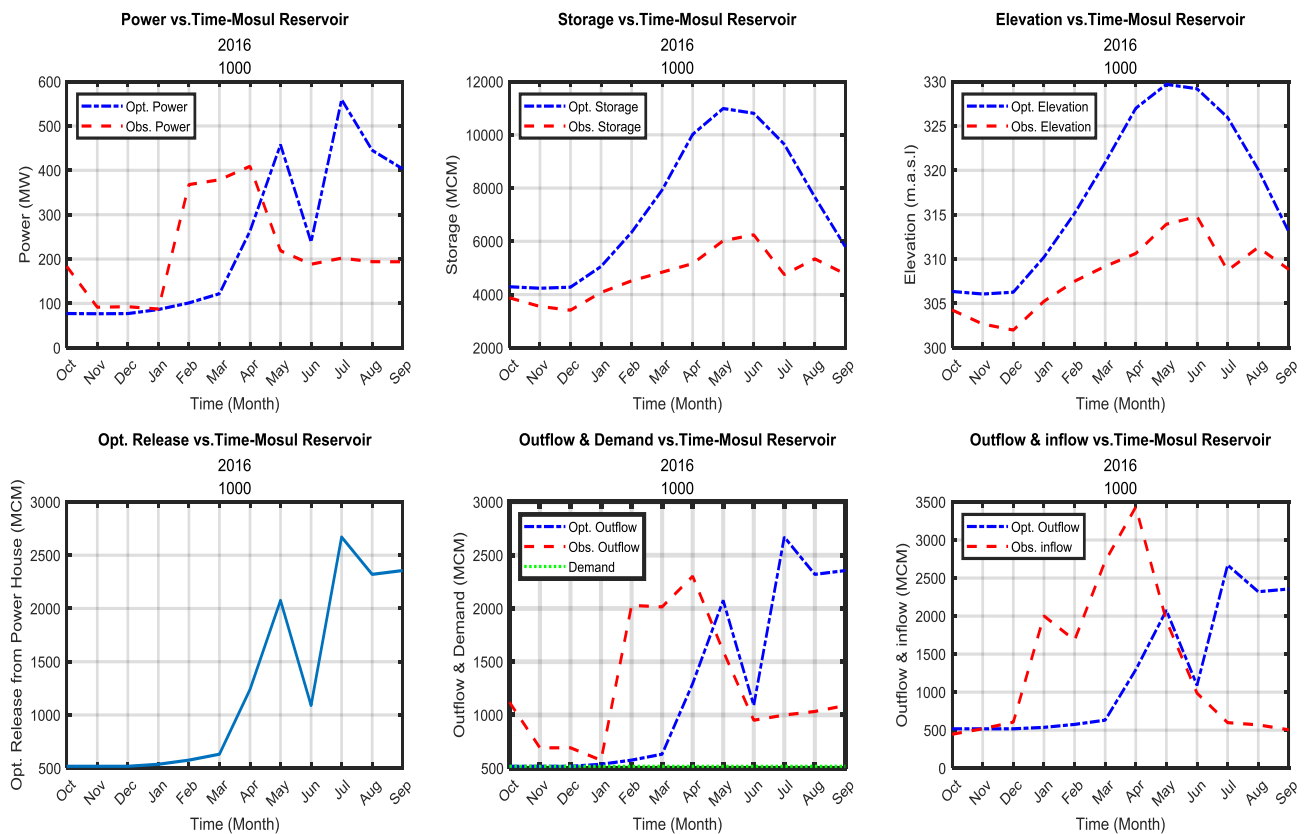 Power vs.Time-Mosul Reservoir
2016
1000
Power (MW)
600
500
400
300
200
100
0
Opt. Power
Obs. Power
Oct
Nov
Dec
Jan
Feb
Mar
Apr
May
Jun
Jul
Aug
Sep
Time (Month)
Storage vs.Time-Mosul Reservoir
2016
1000
Storage (MCM)
12000
10000
8000
6000
4000
2000
Opt. Storage
Obs. Storage
Oct
Nov
Dec
Jan
Feb
Mar
Apr
May
Jun
Jul
Aug
Sep
Time (Month)
Elevation vs.Time-Mosul Reservoir
2016
1000
Elevation (m.a.s.l)
330
325
320
315
310
305
300
Opt. Elevation
Obs. Elevation
Oct
Nov
Dec
Jan
Feb
Mar
Apr
May
Jun
Jul
Aug
Sep
Time (Month)
Opt. Release vs.Time-Mosul Reservoir
2016
1000
Opt. Release from Power House (MCM)
3000
2500
2000
1500
1000
500
Oct
Nov
Dec
Jan
Feb
Mar
Apr
May
Jun
Jul
Aug
Sep
Time (Month)
Outflow & Demand vs.Time-Mosul Reservoir
2016
1000
Outflow & Demand (MCM)
3000
2500
2000
1500
1000
500
Opt. Outflow
Obs. Outflow
Demand
Oct
Nov
Dec
Jan
Feb
Mar
Apr
May
Jun
Jul
Aug
Sep
Time (Month)
Outflow & inflow vs.Time-Mosul Reservoir
2016
1000
Outflow & inflow (MCM)
3500
3000
2500
2000
1500
1000
500
0
Opt. Outflow
Obs. inflow
Oct
Nov
Dec
Jan
Feb
Mar
Apr
May
Jun
Jul
Aug
Sep
Time (Month)